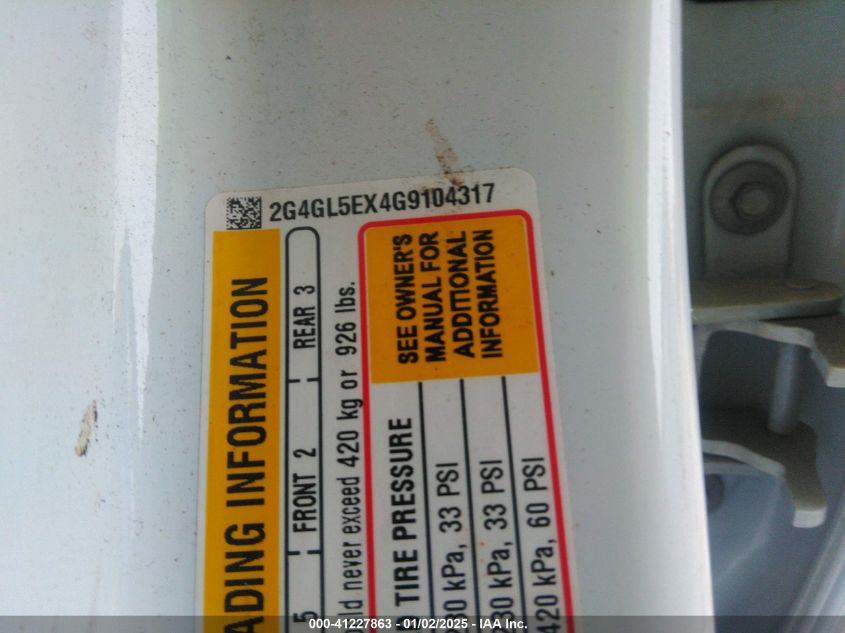 2G4GL5EX4G9104317
ADING INFORMATION
5 FRONT 2 REAR 3
never exceed 420 kg or 926 lbs.
TIRE PRESSURE
SEE OWNER'S
MANUAL FOR
ADDITIONAL
INFORMATION
kPa, 33 PSI
kPa, 33 PSI
420 kPa, 60 PSI
000-41227863 - 01/02/2025 - IAA Inc.